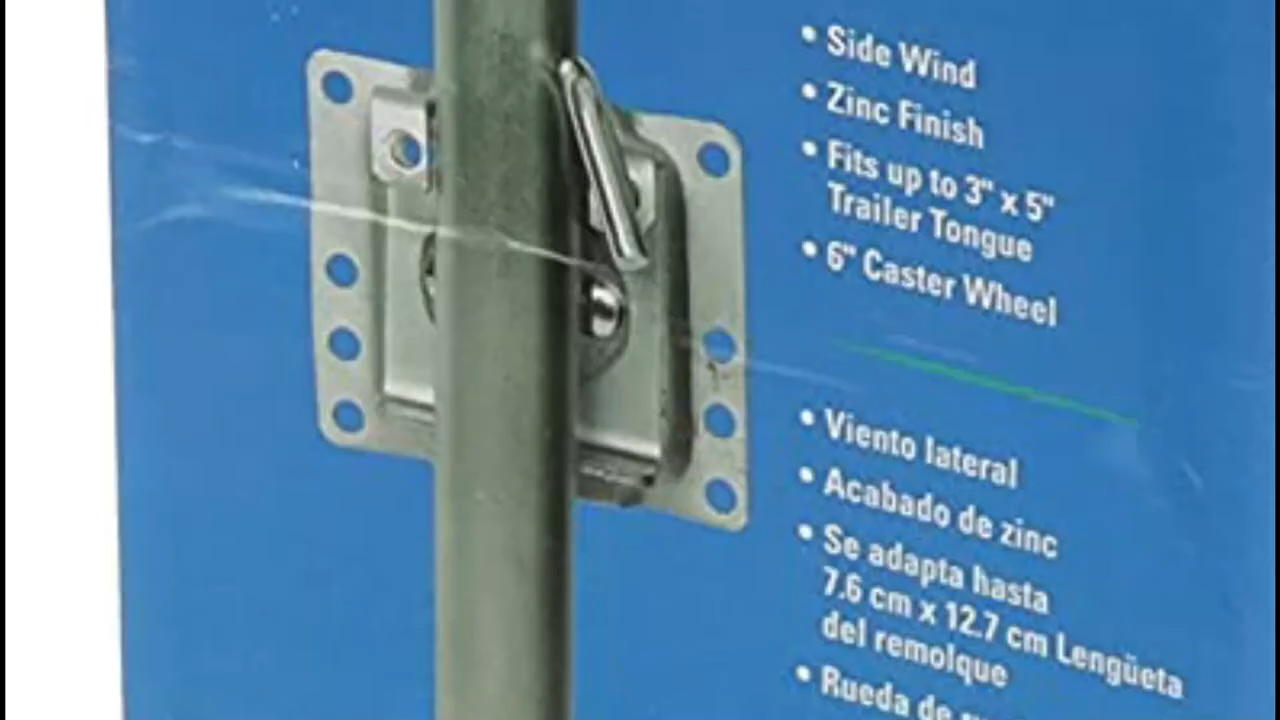 • Side Wind
• Zinc Finish
• Fits up to 3" x 5"
Trailer Tongue
• 6" Caster Wheel
• Viento lateral
• Acabado de zinc
• Se adapta hasta
7.6 cm x 12.7 cm Lengüeta
del remolque
• Rueda de